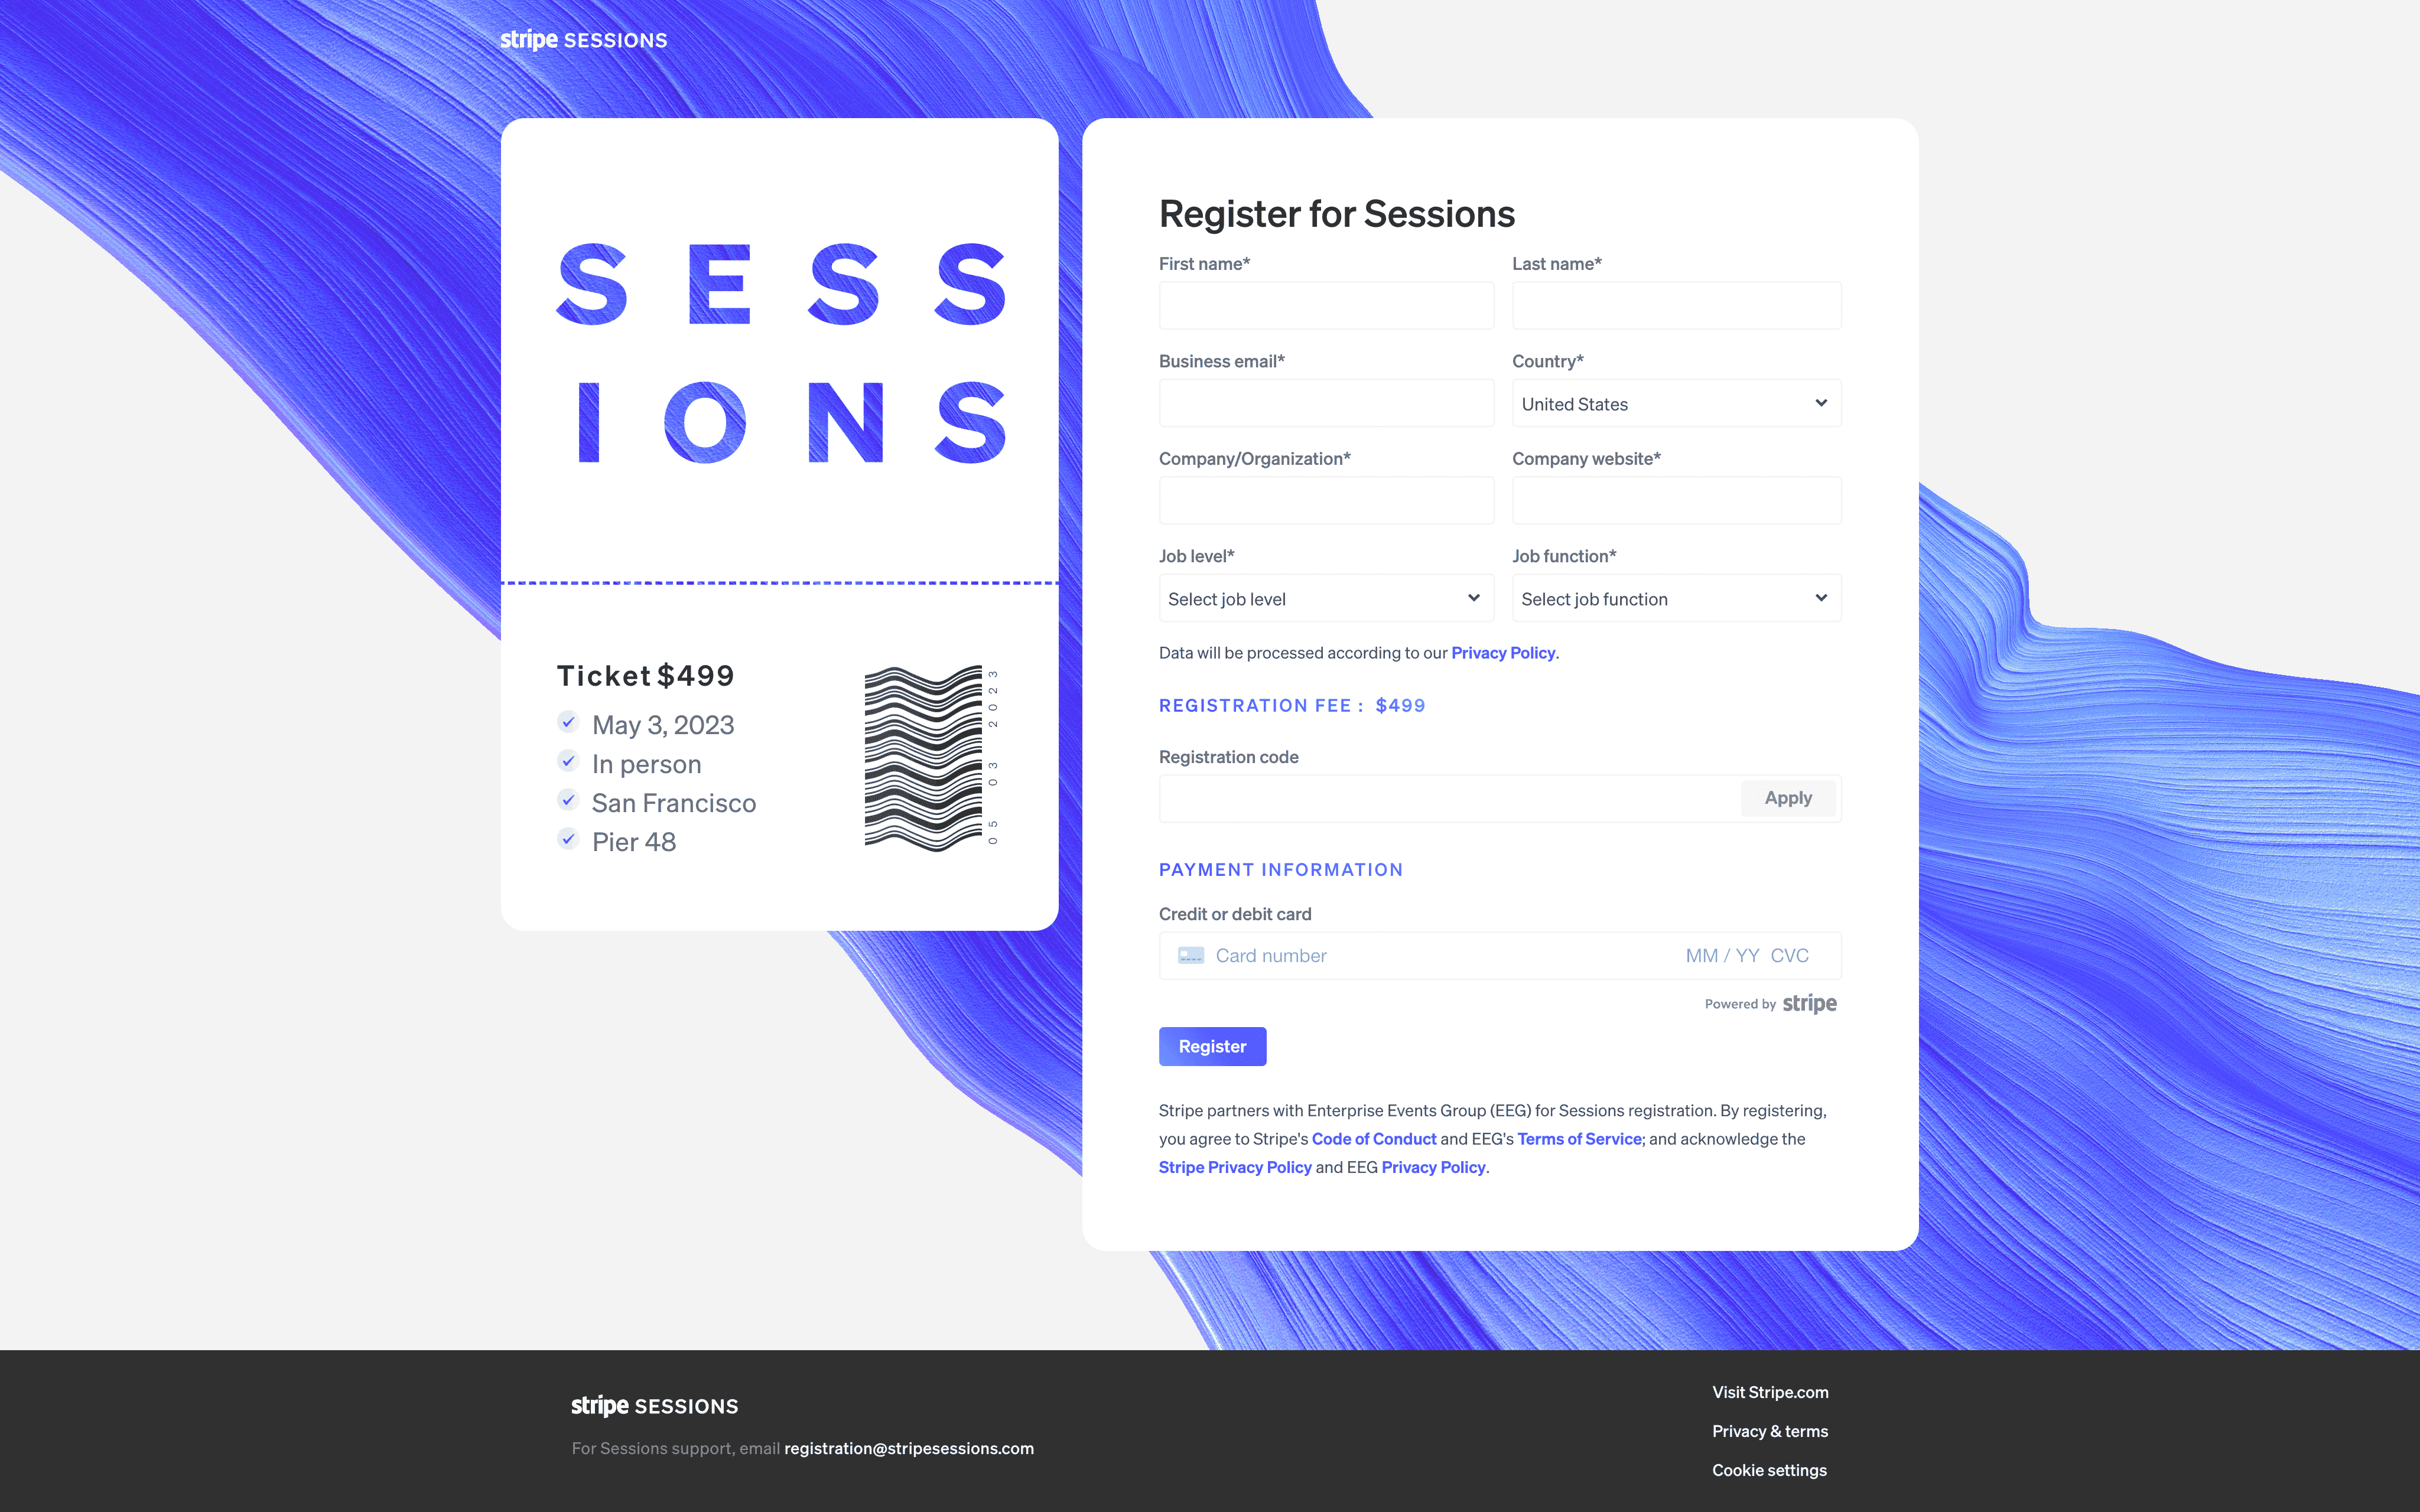 stripe SESSIONS
SESS
IONS
Ticket $499
May 3, 2023
In person
San Francisco
Pier 48
05 03 2023
Register for Sessions
First name*
Last name*
Business email*
Country*
United States
Company/Organization*
Company website*
Job level*
Job function*
Select job level
Select job function
Data will be processed according to our Privacy Policy.
REGISTRATION FEE : $499
Registration code
Apply
PAYMENT INFORMATION
Credit or debit card
Card number MM / YY CVC
Powered by stripe
Register
Stripe partners with Enterprise Events Group (EEG) for Sessions registration. By registering,
you agree to Stripe's Code of Conduct and EEG's Terms of Service; and acknowledge the
Stripe Privacy Policy and EEG Privacy Policy.
stripe SESSIONS
For Sessions support, email registration@stripesessions.com
Visit Stripe.com
Privacy & terms
Cookie settings